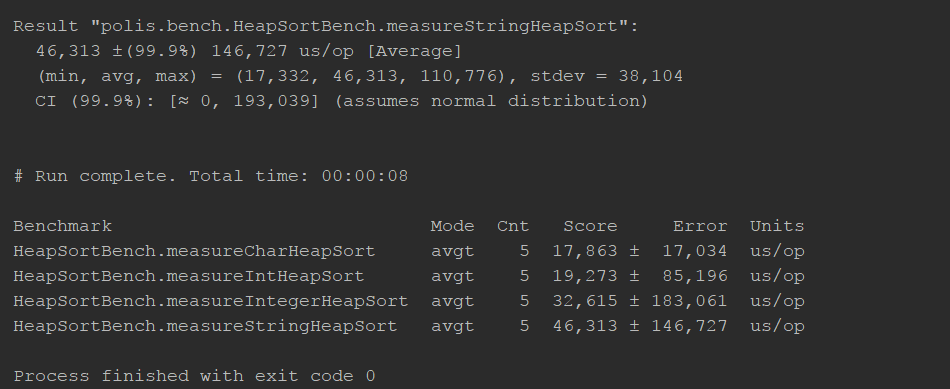 Result "polis.bench.HeapSortBench.measureStringHeapSort":
46,313 ±(99.9%) 146,727 us/op [Average]
(min, avg, max) = (17,332, 46,313, 110,776), stdev = 38,104
CI (99.9%): [≈ 0, 193,039] (assumes normal distribution)
# Run complete. Total time: 00:00:08
Benchmark Mode Cnt Score Error Units
HeapSortBench.measureCharHeapSort avgt 5 17,863 ± 17,034 us/op
HeapSortBench.measureIntHeapSort avgt 5 19,273 ± 85,196 us/op
HeapSortBench.measureIntegerHeapSort avgt 5 32,615 ± 183,061 us/op
HeapSortBench.measureStringHeapSort avgt 5 46,313 ± 146,727 us/op
Process finished with exit code 0